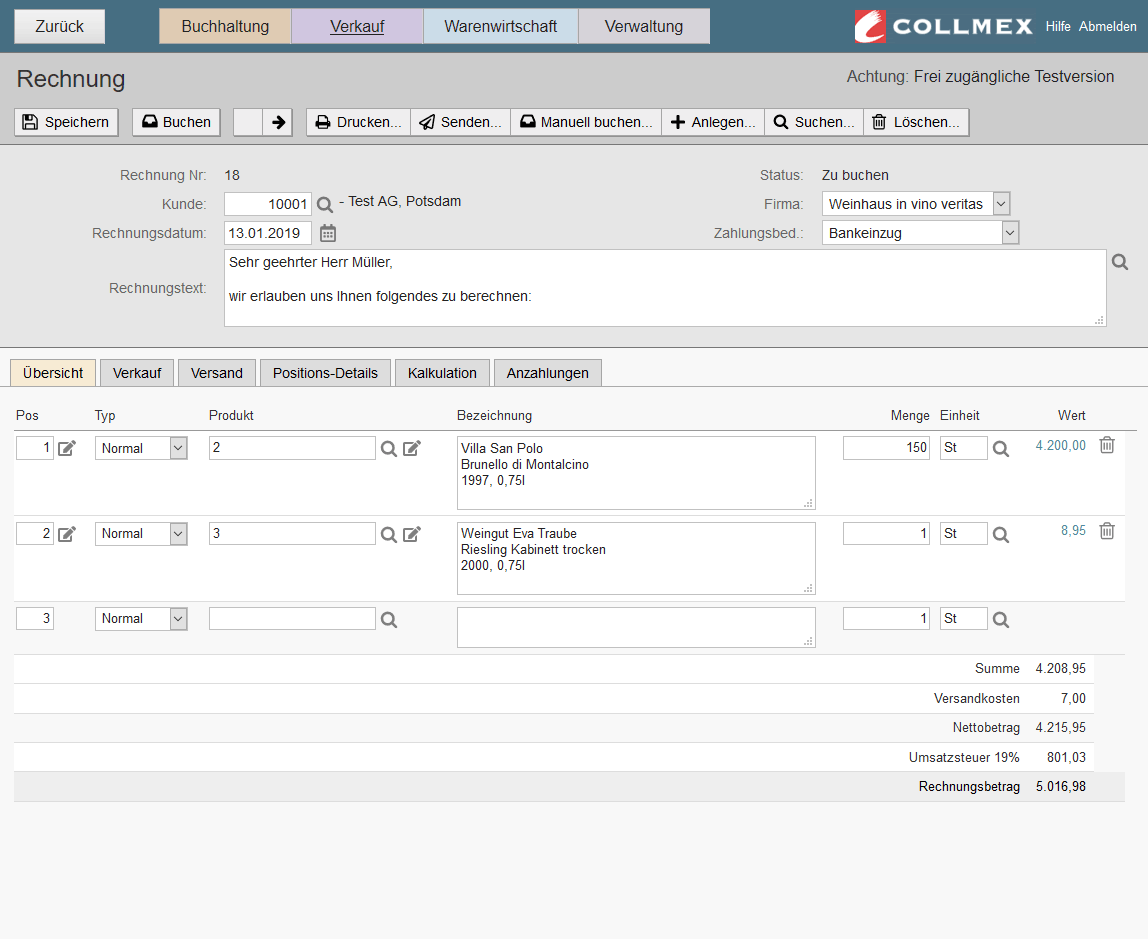 Zurück Buchhaltung Verkauf Warenwirtschaft Verwaltung COLLMEX Hilfe Abmelden
Rechnung Achtung: Frei zugängliche Testversion
Speichern Buchen Drucken... Senden... Manuell buchen... Anlegen... Suchen... Löschen...
Rechnung Nr: 18 Status: Zu buchen
Kunde: 10001 - Test AG, Potsdam Firma: Weinhaus in vino veritas
Rechnungsdatum: 13.01.2019 Zahlungsbed.: Bankeinzug
Rechnungstext: Sehr geehrter Herr Müller,
wir erlauben uns Ihnen folgendes zu berechnen:
Übersicht Verkauf Versand Positions-Details Kalkulation Anzahlungen
Pos Typ Produkt Bezeichnung Menge Einheit Wert
1 Normal 2 Villa San Polo 150 St 4.200,00
Brunello di Montalcino
1997, 0,75l
2 Normal 3 Weingut Eva Traube 1 St 8,95
Riesling Kabinett trocken
2000, 0,75l
3 Normal 1 St
Summe 4.208,95
Versandkosten 7,00
Nettobetrag 4.215,95
Umsatzsteuer 19% 801,03
Rechnungsbetrag 5.016,98